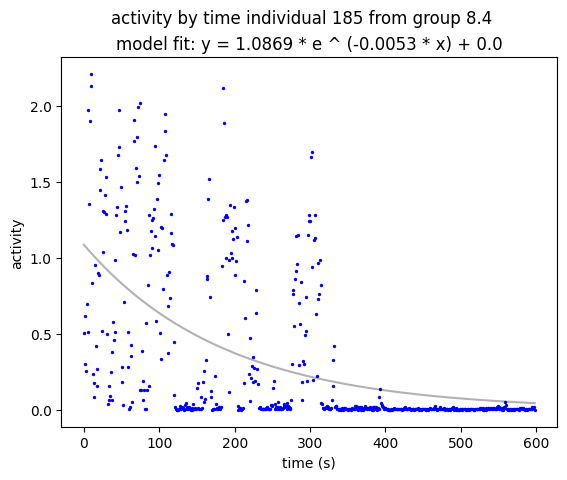 activity by time individual 185 from group 8.4
model fit: y = 1.0869 * e ^ (-0.0053 * x) + 0.0
2.0
1.5
1.0
0.5
0.0
activity
0 100 200 300 400 500 600
time (s)